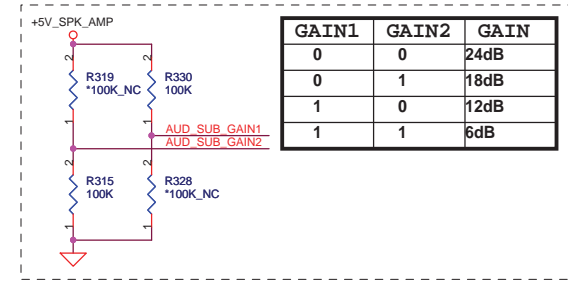 +5V_SPK_AMP
GAIN1 GAIN2 GAIN
0 0 24dB
0 1 18dB
1 0 12dB
1 1 6dB
2 2
R319 R330
*100K_NC 100K
1 1
AUD_SUB_GAIN1
AUD_SUB_GAIN2
2 2
R315 R328
100K *100K_NC
1 1